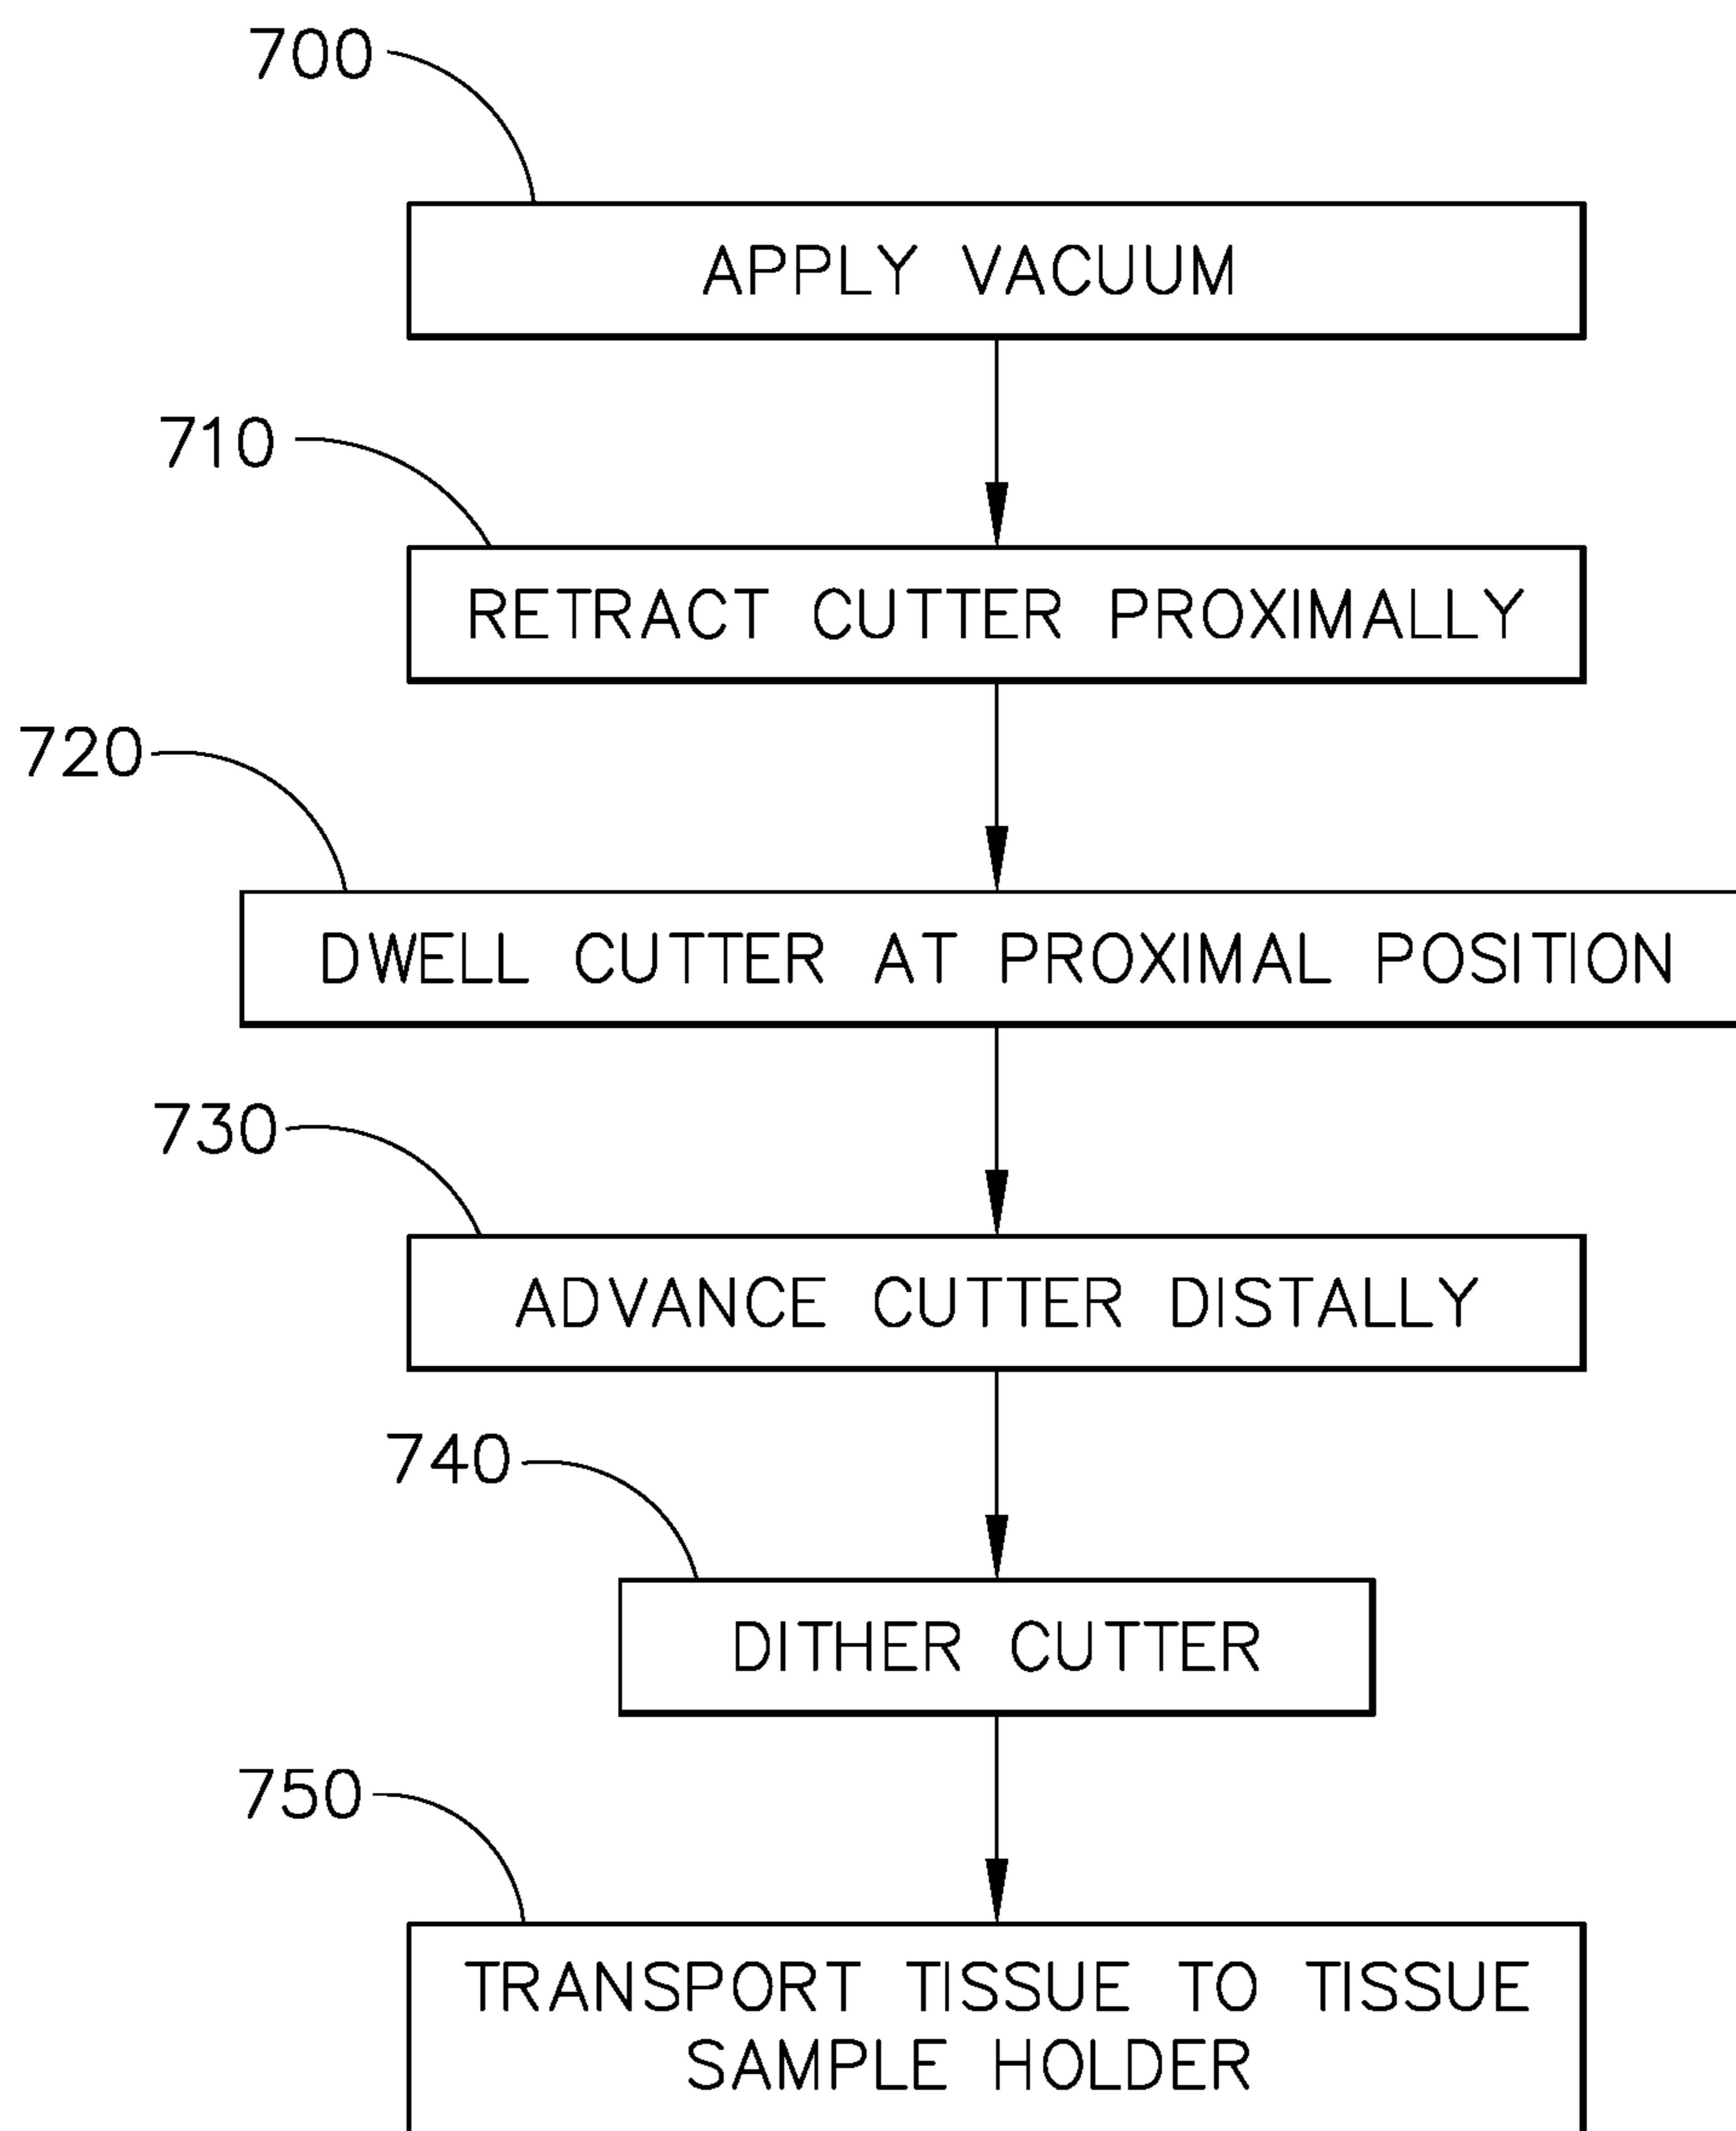 700
APPLY VACUUM
710
RETRACT CUTTER PROXIMALLY
720
DWELL CUTTER AT PROXIMAL POSITION
730
ADVANCE CUTTER DISTALLY
740
DITHER CUTTER
750
TRANSPORT TISSUE TO TISSUE
SAMPLE HOLDER